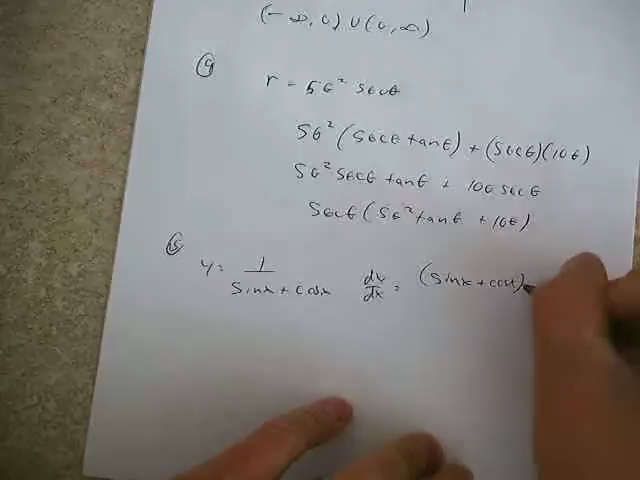 (-∞, 0) ∪ (0, ∞)
9
r = 5θ² secθ
5θ² (secθ tanθ) + (secθ)(10θ)
5θ² secθ tanθ + 10θ secθ
secθ (5θ² tanθ + 10θ)
y = 1 / sinx + cosx dy/dx = (sinx + cosx)